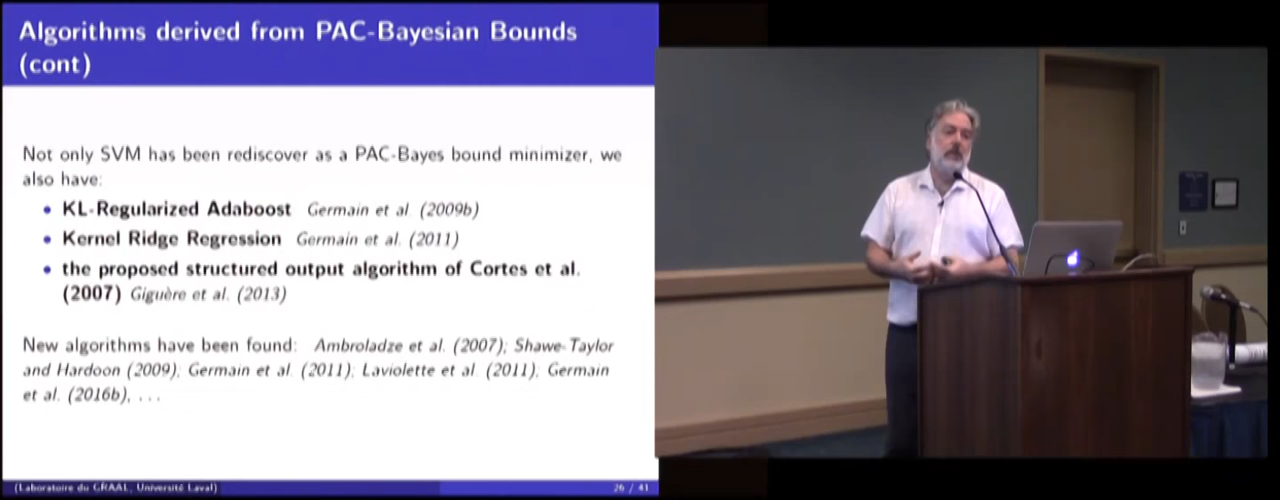 Algorithms derived from PAC-Bayesian Bounds
(cont)
Not only SVM has been rediscover as a PAC-Bayes bound minimizer, we
also have:
• KL-Regularized Adaboost Germain et al. (2009b)
• Kernel Ridge Regression Germain et al. (2011)
• the proposed structured output algorithm of Cortes et al.
(2007) Giguère et al. (2013)
New algorithms have been found: Ambroladze et al. (2007); Shawe-Taylor
and Hardoon (2009); Germain et al. (2011); Laviolette et al. (2011); Germain
et al. (2016b), . . .
(Laboratoire du GRAAL, Université Laval)
26 / 41